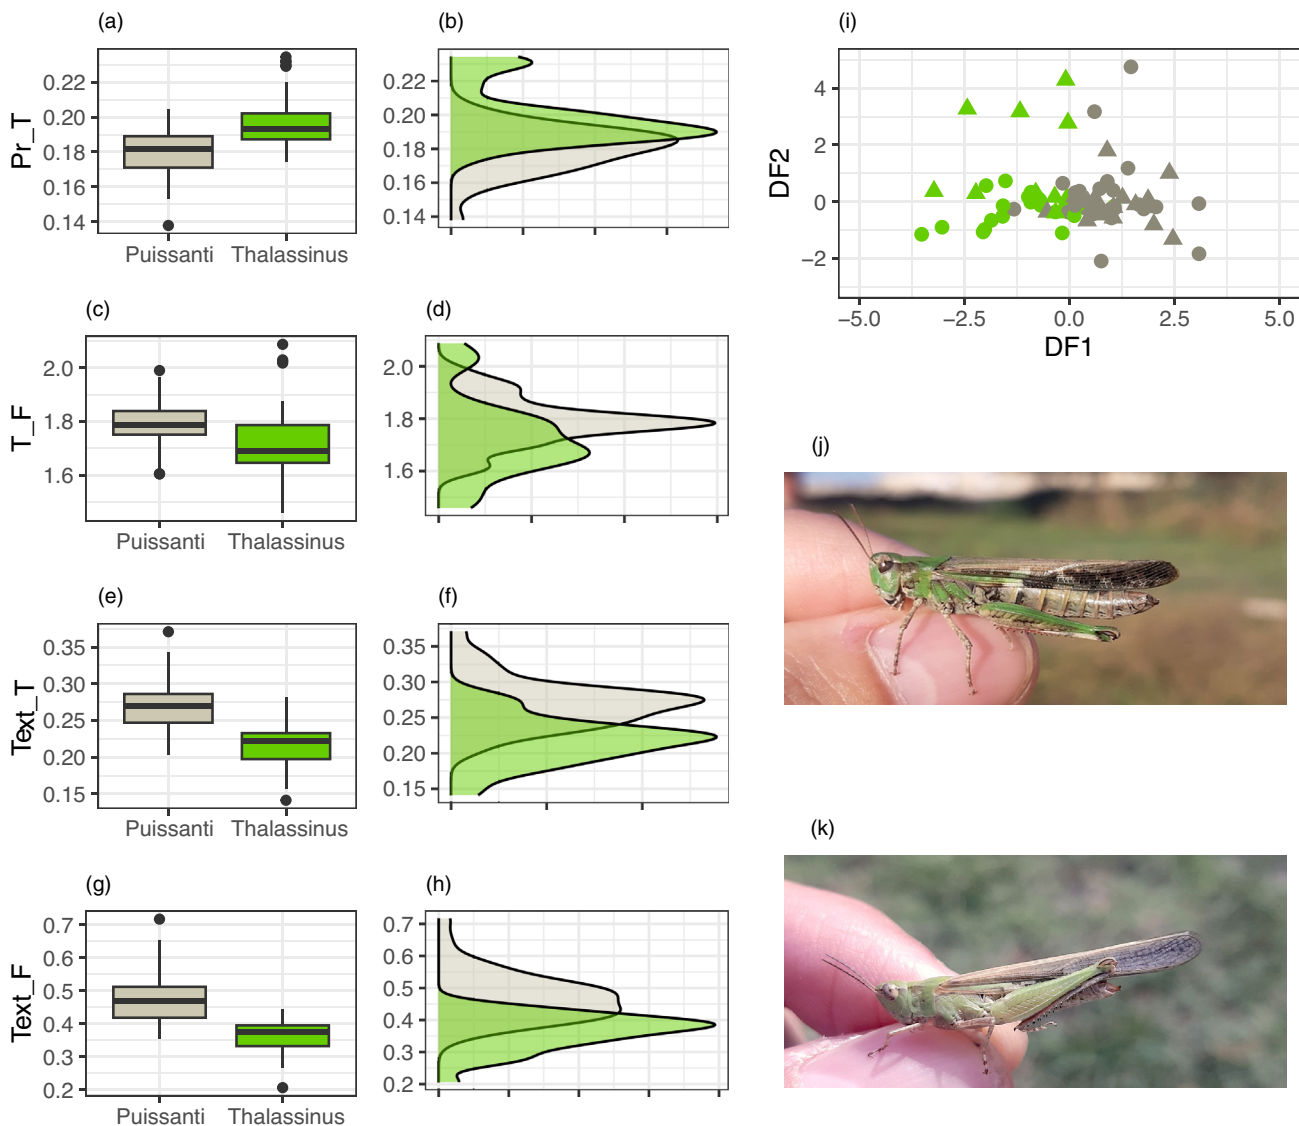 (a)
Pr_T
0.22
0.20
0.18
0.16
0.14
Puissanti Thalassinus
(b)
0.22
0.20
0.18
0.16
0.14
(c)
T_F
2.0
1.8
1.6
Puissanti Thalassinus
(d)
2.0
1.8
1.6
(e)
Text_T
0.35
0.30
0.25
0.20
0.15
Puissanti Thalassinus
(f)
0.35
0.30
0.25
0.20
0.15
(g)
Text_F
0.7
0.6
0.5
0.4
0.3
0.2
Puissanti Thalassinus
(h)
0.7
0.6
0.5
0.4
0.3
0.2
(i)
DF2
4
2
0
−2
−5.0 −2.5 0.0 2.5 5.0
DF1
(j)
(k)